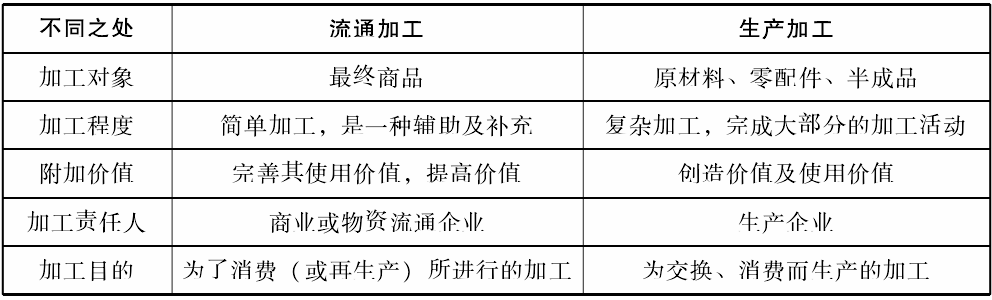 不同之处 流通加工 生产加工
加工对象 最终商品 原材料、零配件、半成品
加工程度 简单加工，是一种辅助及补充 复杂加工，完成大部分的加工活动
附加价值 完善其使用价值，提高价值 创造价值及使用价值
加工责任人 商业或物资流通企业 生产企业
加工目的 为了消费（或再生产）所进行的加工 为交换、消费而生产的加工